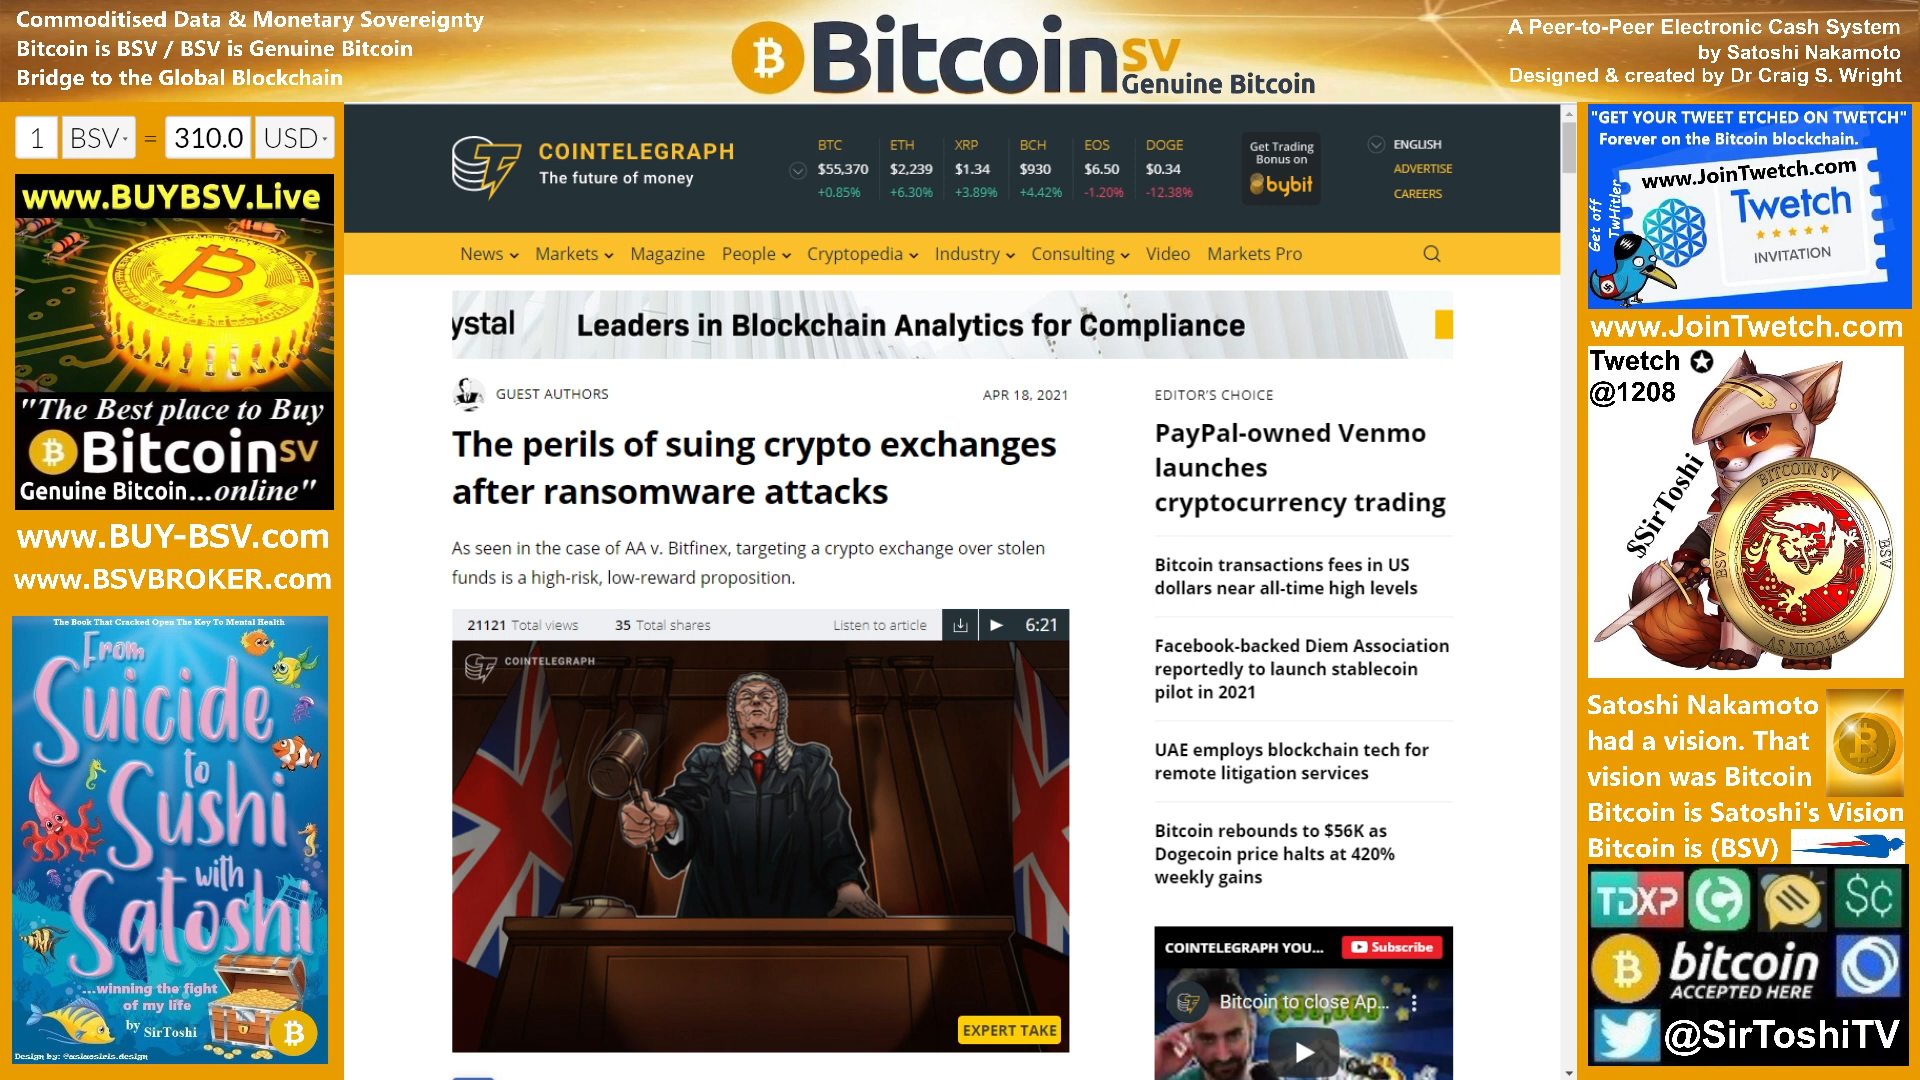 Commoditised Data & Monetary Sovereignty
Bitcoin is BSV / BSV is Genuine Bitcoin
Bridge to the Global Blockchain
BitcoinSV
Genuine Bitcoin
A Peer-to-Peer Electronic Cash System
by Satoshi Nakamoto
Designed & created by Dr Craig S. Wright
1 BSV = 310.0 USD
www.BUYBSV.Live
"The Best place to Buy
BitcoinSV
Genuine Bitcoin...online"
www.BUY-BSV.com
www.BSVBROKER.com
The Book That Cracked Open The Key To Mental Health
From
Suicide
to
Sushi
with
Satoshi
...winning the fight
of my life
by SirToshi
COINTELEGRAPH
The future of money
BTC ETH XRP BCH EOS DOGE
$55,370 $2,239 $1.34 $930 $6.50 $0.34
+0.85% +6.30% +3.89% +4.42% -1.20% -12.38%
Get Trading
Bonus on
bybit
ENGLISH
ADVERTISE
CAREERS
News Markets Magazine People Cryptopedia Industry Consulting Video Markets Pro
ystal Leaders in Blockchain Analytics for Compliance
GUEST AUTHORS APR 18, 2021
The perils of suing crypto exchanges
after ransomware attacks
As seen in the case of AA v. Bitfinex, targeting a crypto exchange over stolen
funds is a high-risk, low-reward proposition.
21121 Total views 35 Total shares Listen to article 6:21
COINTELEGRAPH
EXPERT TAKE
EDITOR'S CHOICE
PayPal-owned Venmo
launches
cryptocurrency trading
Bitcoin transactions fees in US
dollars near all-time high levels
Facebook-backed Diem Association
reportedly to launch stablecoin
pilot in 2021
UAE employs blockchain tech for
remote litigation services
Bitcoin rebounds to $56K as
Dogecoin price halts at 420%
weekly gains
COINTELEGRAPH YOU... Subscribe
Bitcoin to close Ap...
"GET YOUR TWEET ETCHED ON TWETCH"
Forever on the Bitcoin blockchain.
www.JoinTwetch.com
Twetch
INVITATION
Get off
TwHitler
www.JoinTwetch.com
Twetch
@1208
$SirToshi
BITCOIN SV
BSV
BSV
BITCOIN SV
Satoshi Nakamoto
had a vision. That
vision was Bitcoin
Bitcoin is Satoshi's Vision
Bitcoin is (BSV)
TDXP
$¢
bitcoin
ACCEPTED HERE
@SirToshiTV